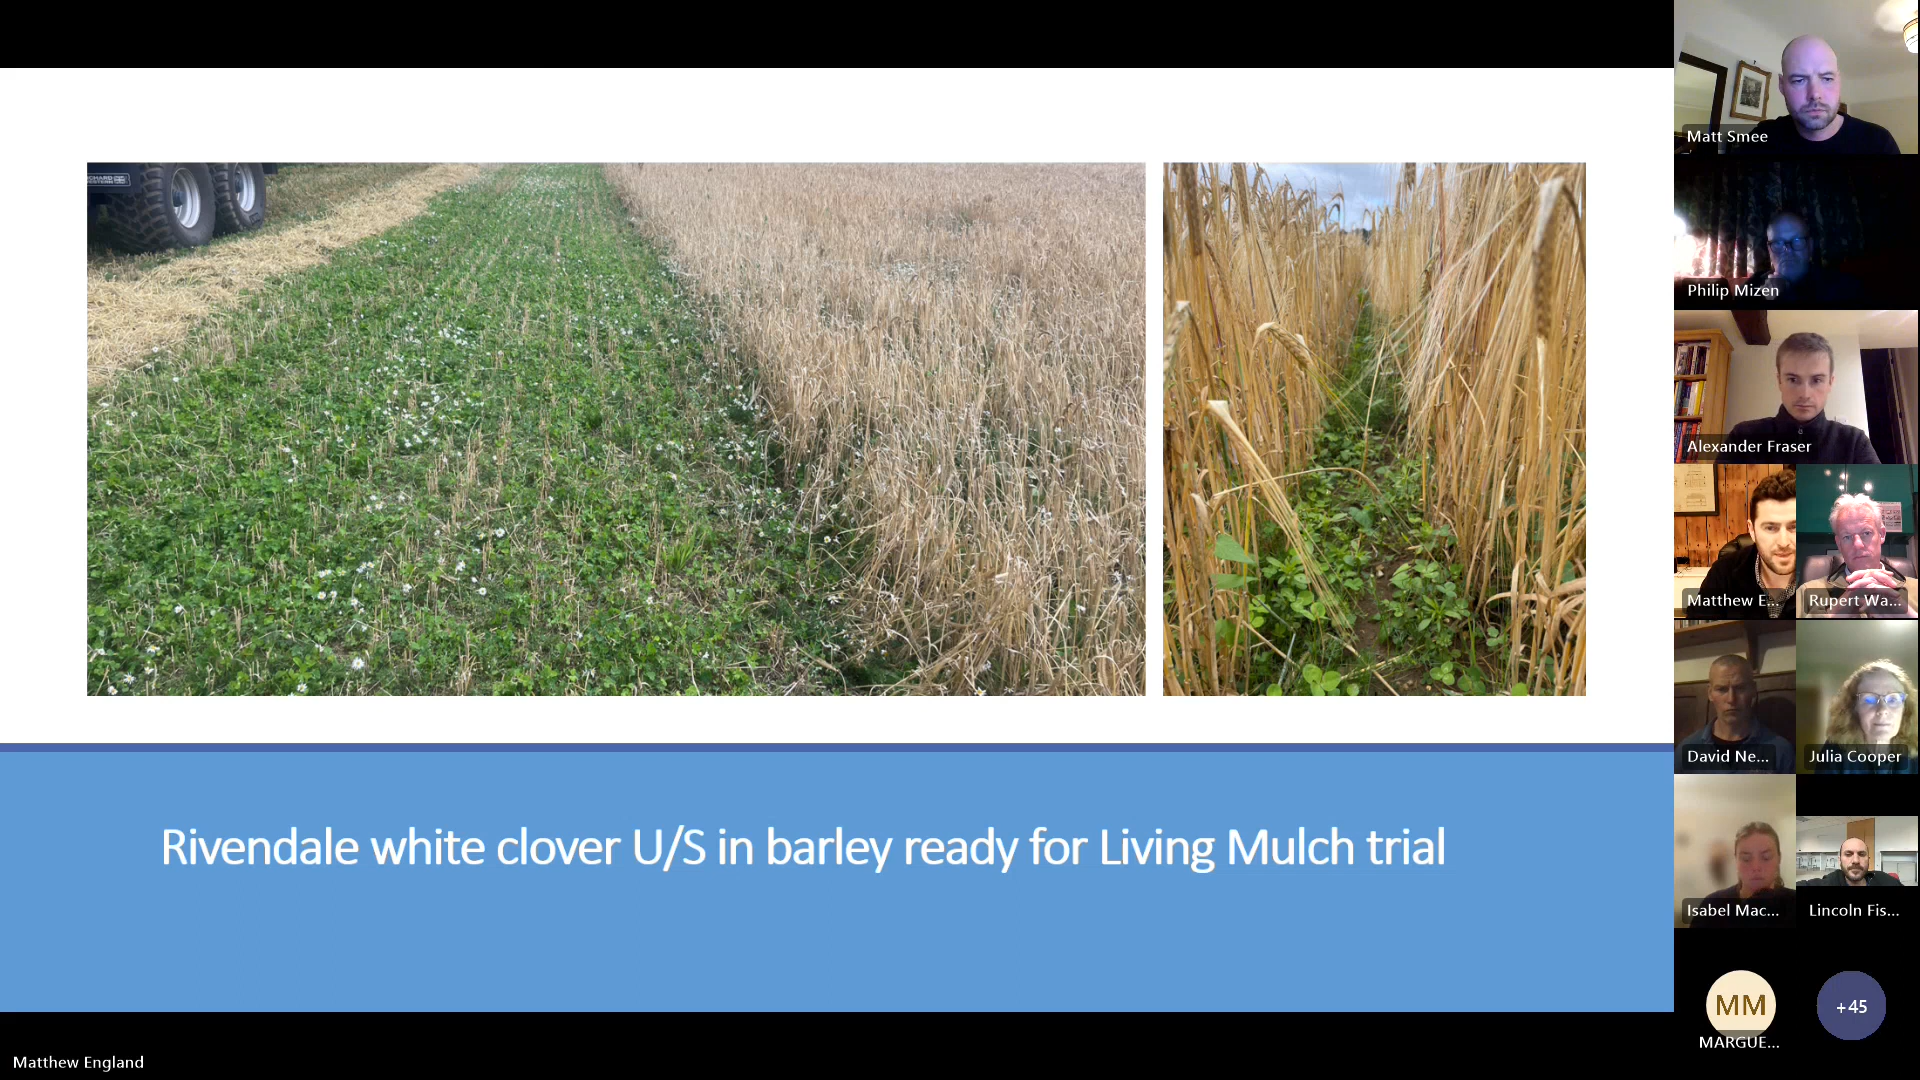 Rivendale white clover U/S in barley ready for Living Mulch trial
Matthew England
Matt Smee
Philip Mizen
Alexander Fraser
Matthew E...
Rupert Wa...
David Ne...
Julia Cooper
Isabel Mac...
Lincoln Fis...
MM
MARGUE...
+45